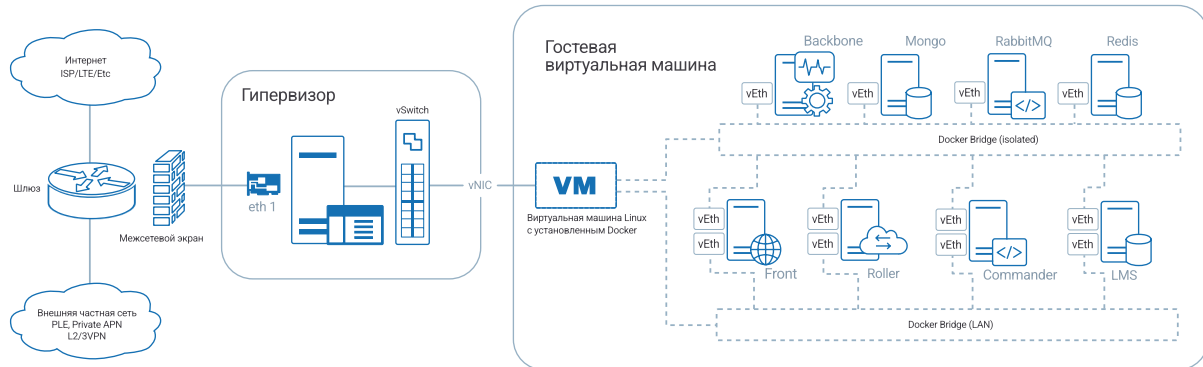 Интернет
ISP/LTE/Etc
Шлюз
Межсетевой экран
Внешняя частная сеть
PLE, Private APN
L2/3VPN
Гипервизор
vSwitch
eth 1
vNIC
Гостевая
виртуальная машина
VM
Виртуальная машина Linux
с установленным Docker
Backbone
Mongo
RabbitMQ
Redis
vEth
vEth
vEth
vEth
Docker Bridge (isolated)
vEth
vEth
vEth
vEth
vEth
vEth
vEth
vEth
Front
Roller
Commander
LMS
Docker Bridge (LAN)